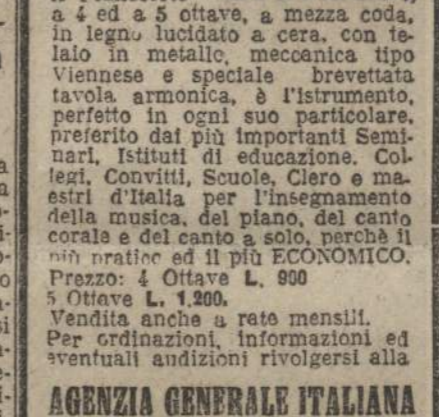 a 4 ed a 5 ottave, a mezza coda,
in legno lucidato a cera, con te-
laio in metallo, meccanica tipo
Viennese e speciale brevettata
tavola armonica, è l'istrumento,
perfetto in ogni suo particolare,
preferito dai più importanti Semi-
nari, Istituti di educazione, Col-
legi, Convitti, Scuole, Clero e ma-
estri d'Italia per l'insegnamento
della musica, del piano, del canto
corale e del canto a solo, perchè il
più pratico ed il più ECONOMICO.
Prezzo: 4 Ottave L. 900
5 Ottave L. 1.200.
Vendita anche a rate mensili.
Per ordinazioni, informazioni ed
eventuali audizioni rivolgersi alla
AGENZIA GENERALE ITALIANA